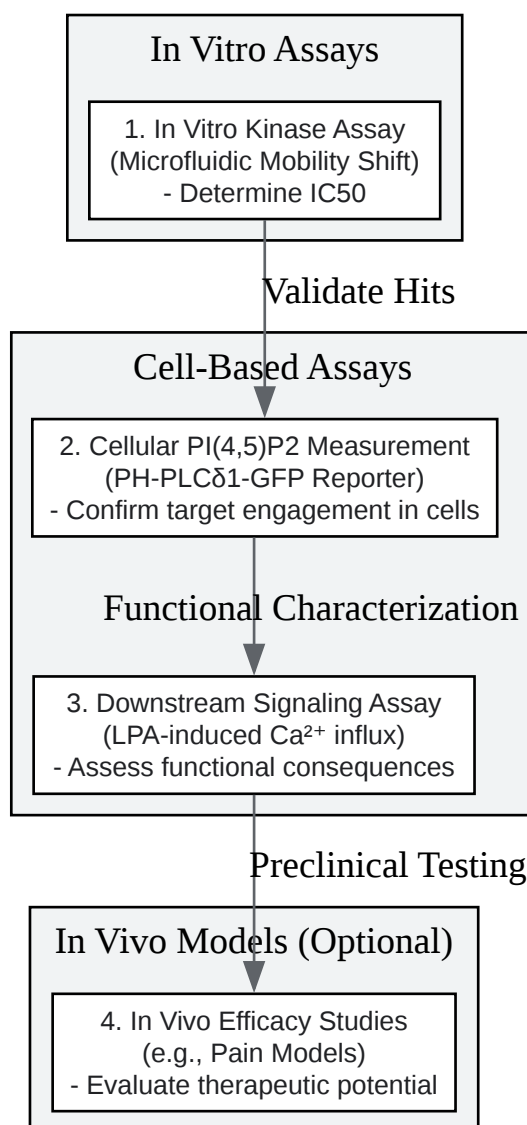 In Vitro Assays
1. In Vitro Kinase Assay
(Microfluidic Mobility Shift)
- Determine IC50
Validate Hits
Cell-Based Assays
2. Cellular PI(4,5)P2 Measurement
(PH-PLCδ1-GFP Reporter)
- Confirm target engagement in cells
Functional Characterization
3. Downstream Signaling Assay
(LPA-induced Ca²⁺ influx)
- Assess functional consequences
Preclinical Testing
In Vivo Models (Optional)
4. In Vivo Efficacy Studies
(e.g., Pain Models)
- Evaluate therapeutic potential